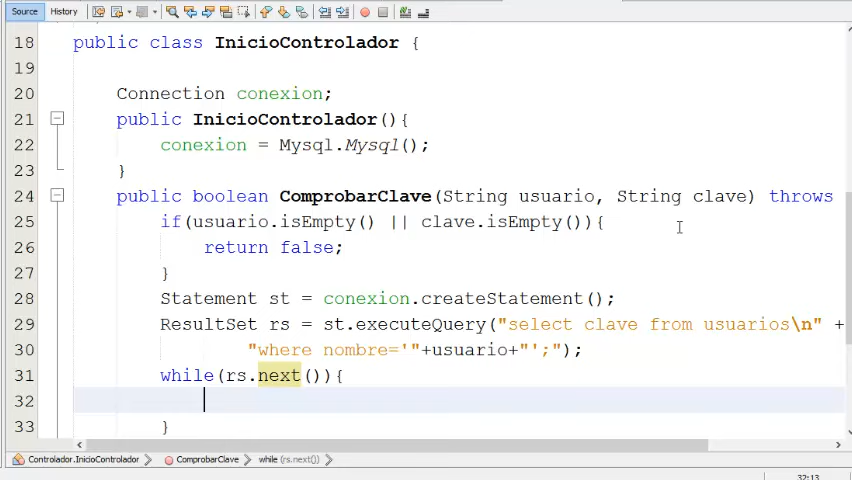 Source History
18 public class InicioControlador {
19
20 Connection conexion;
21 public InicioControlador(){
22 conexion = Mysql.Mysql();
23 }
24 public boolean ComprobarClave(String usuario, String clave) throws
25 if(usuario.isEmpty() || clave.isEmpty()){
26 return false;
27 }
28 Statement st = conexion.createStatement();
29 ResultSet rs = st.executeQuery("select clave from usuarios\n" +
30 "where nombre='"+usuario+"';");
31 while(rs.next()){
32
33 }
Controlador.InicioControlador ComprobarClave while (rs.next())
32:13